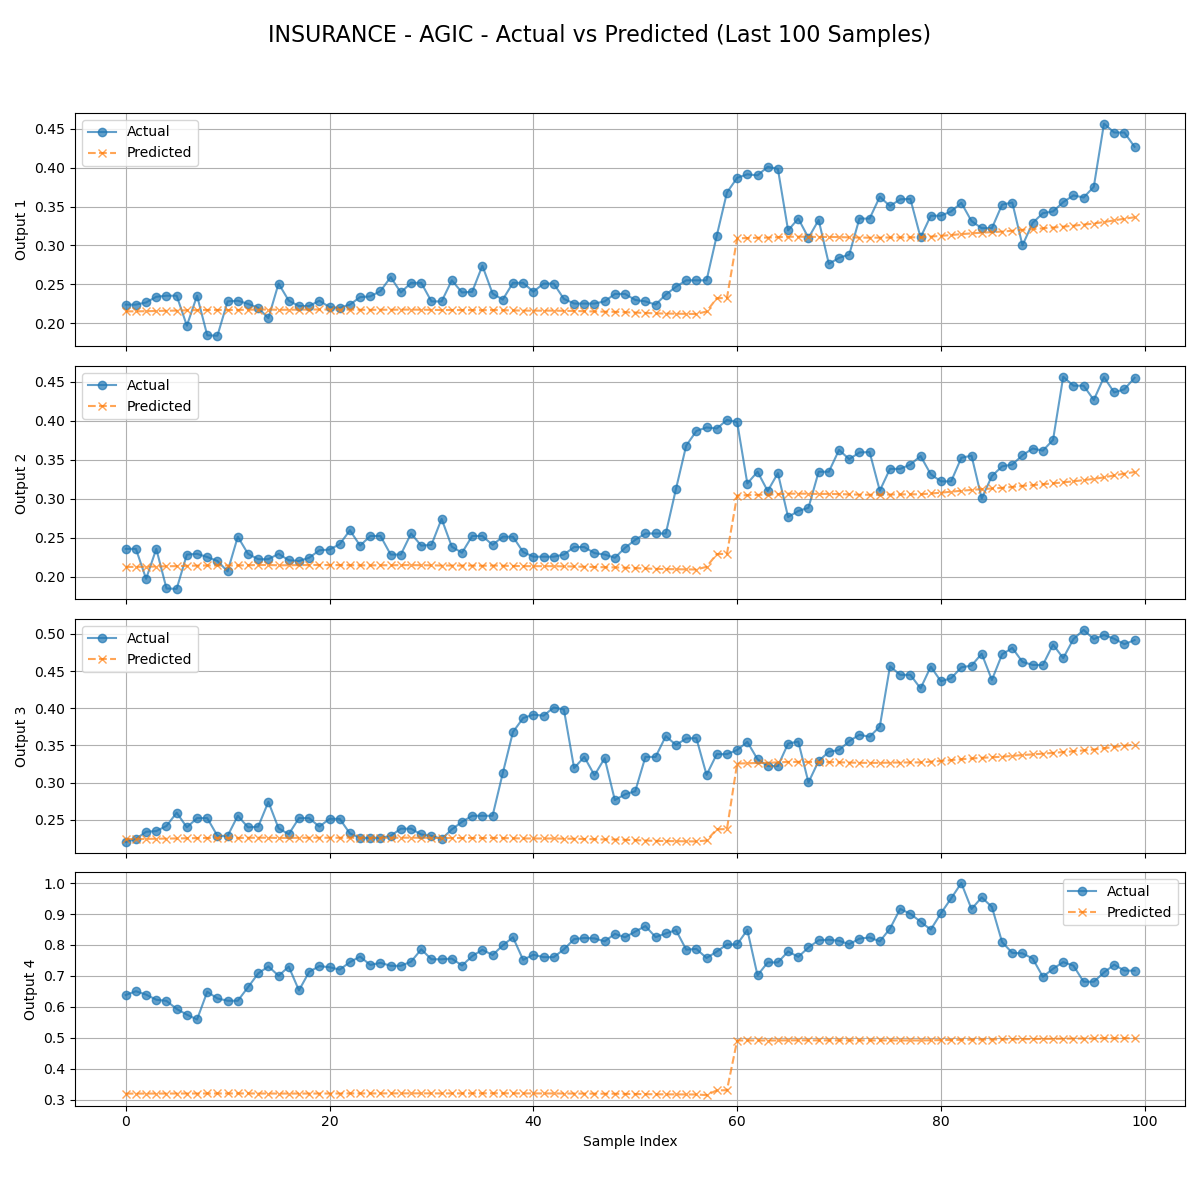 INSURANCE - AGIC - Actual vs Predicted (Last 100 Samples)
Output 1
0.45
0.40
0.35
0.30
0.25
0.20
Actual
Predicted
Output 2
0.45
0.40
0.35
0.30
0.25
0.20
Actual
Predicted
Output 3
0.50
0.45
0.40
0.35
0.30
0.25
Actual
Predicted
Output 4
1.0
0.9
0.8
0.7
0.6
0.5
0.4
0.3
Actual
Predicted
0 20 40 60 80 100
Sample Index